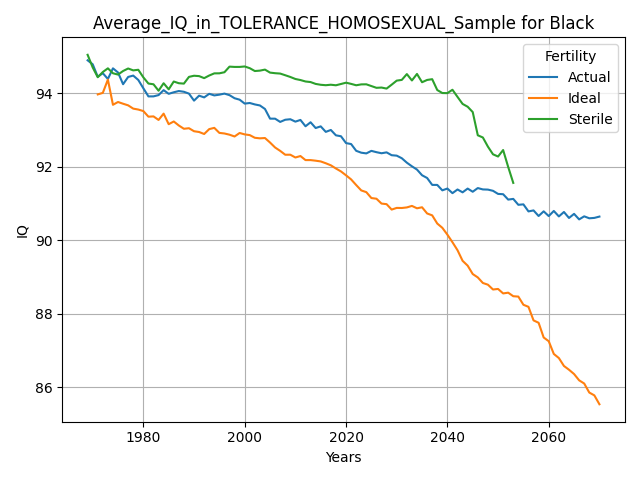 Average_IQ_in_TOLERANCE_HOMOSEXUAL_Sample for Black
Fertility
Actual
Ideal
Sterile
IQ
94
92
90
88
86
1980
2000
2020
2040
2060
Years